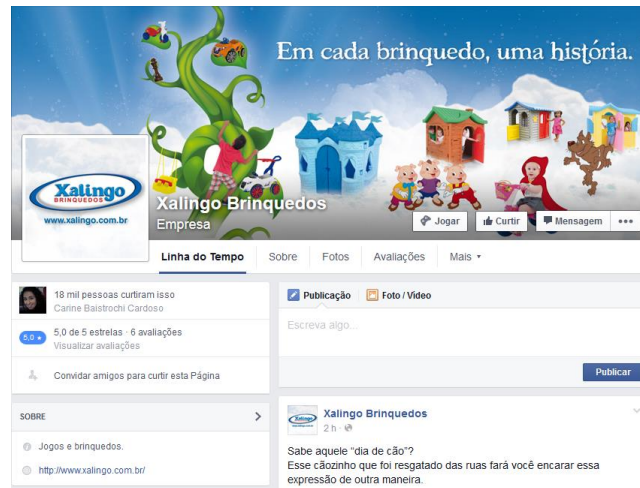 Em cada brinquedo, uma história.
Xalingo
BRINQUEDOS
www.xalingo.com.br
Xalingo Brinquedos
Empresa
Jogar
Curtir
Mensagem
Linha do Tempo
Sobre
Fotos
Avaliações
Mais
18 mil pessoas curtiram isso
Carine Baistrochi Cardoso
5,0
5,0 de 5 estrelas · 6 avaliações
Visualizar avaliações
Convidar amigos para curtir esta Página
SOBRE
Jogos e brinquedos.
http://www.xalingo.com.br/
Publicação
Foto / Vídeo
Escreva algo...
Publicar
Xalingo
Xalingo Brinquedos
2 h ·
Sabe aquele “dia de cão”?
Esse cãozinho que foi resgatado das ruas fará você encarar essa
expressão de outra maneira.